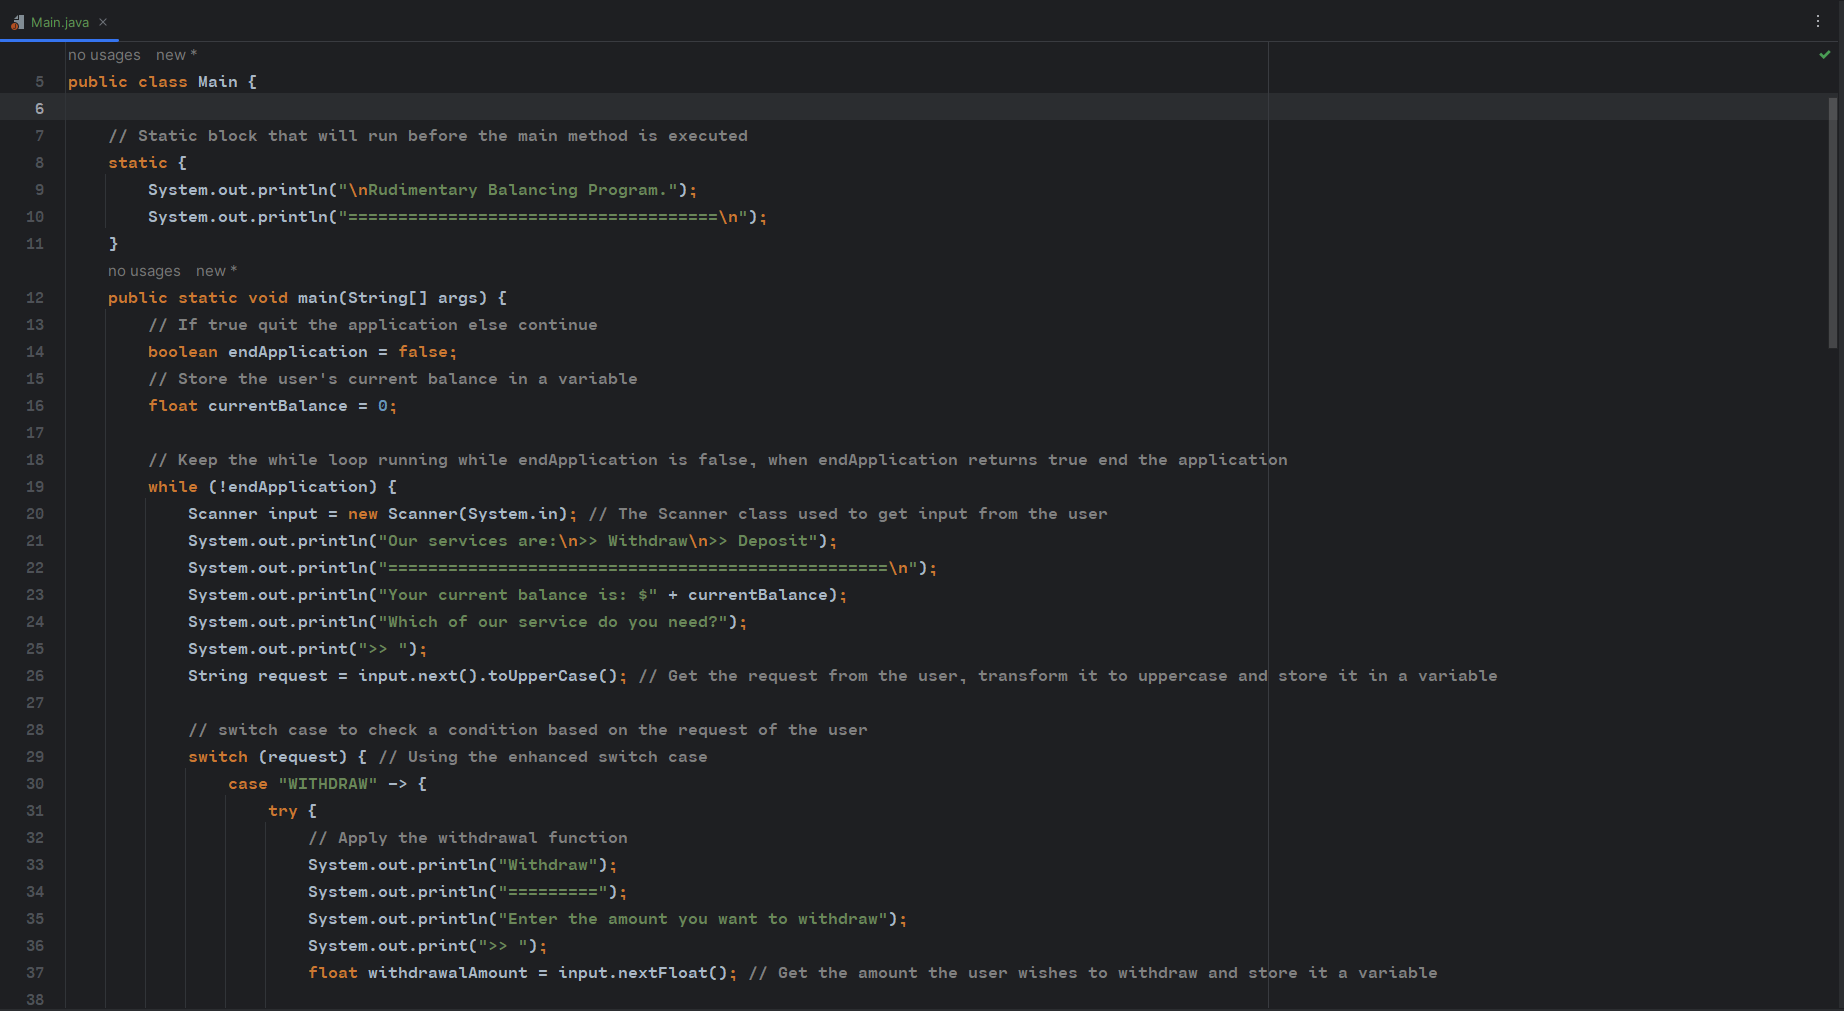 Main.java
no usages new *
5 public class Main {
6
7 // Static block that will run before the main method is executed
8 static {
9 System.out.println("\nRudimentary Balancing Program.");
10 System.out.println("=====================================\n");
11 }
no usages new *
12 public static void main(String[] args) {
13 // If true quit the application else continue
14 boolean endApplication = false;
15 // Store the user's current balance in a variable
16 float currentBalance = 0;
17
18 // Keep the while loop running while endApplication is false, when endApplication returns true end the application
19 while (!endApplication) {
20 Scanner input = new Scanner(System.in); // The Scanner class used to get input from the user
21 System.out.println("Our services are:\n>> Withdraw\n>> Deposit");
22 System.out.println("==================================================\n");
23 System.out.println("Your current balance is: $" + currentBalance);
24 System.out.println("Which of our service do you need?");
25 System.out.print(">> ");
26 String request = input.next().toUpperCase(); // Get the request from the user, transform it to uppercase and store it in a variable
27
28 // switch case to check a condition based on the request of the user
29 switch (request) { // Using the enhanced switch case
30 case "WITHDRAW" -> {
31 try {
32 // Apply the withdrawal function
33 System.out.println("Withdraw");
34 System.out.println("=========");
35 System.out.println("Enter the amount you want to withdraw");
36 System.out.print(">> ");
37 float withdrawalAmount = input.nextFloat(); // Get the amount the user wishes to withdraw and store it a variable
38